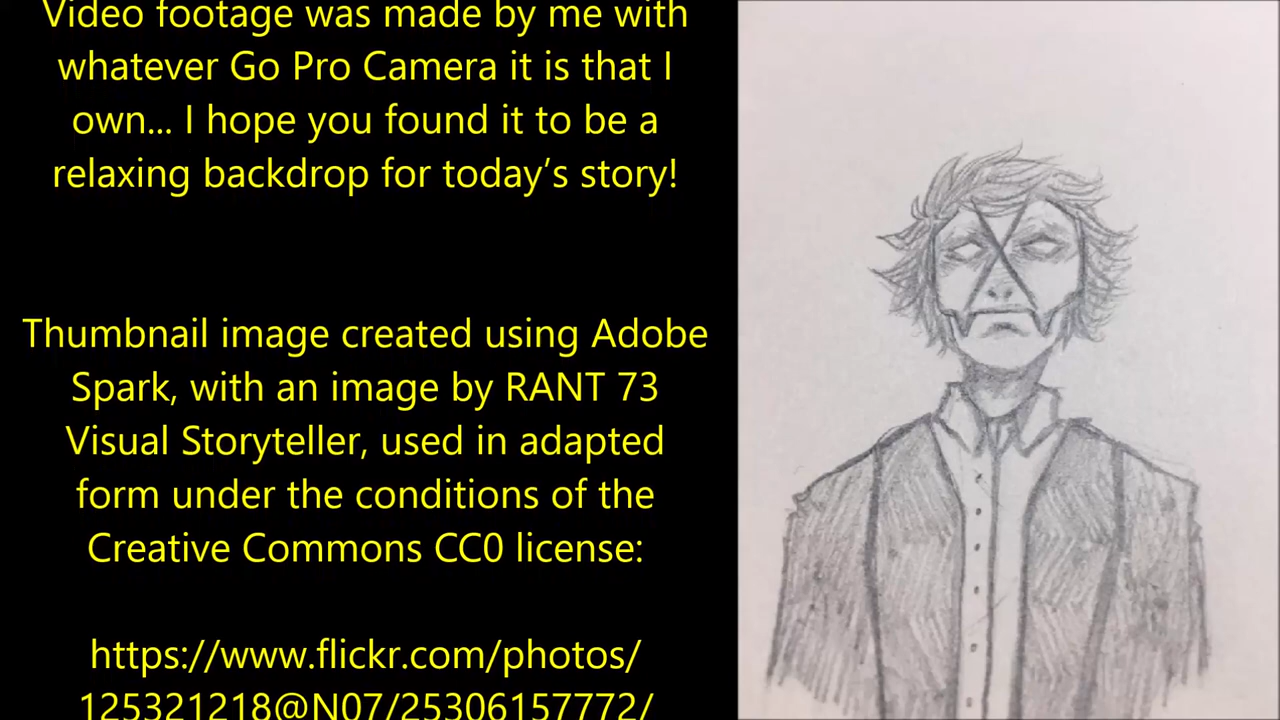 Video footage was made by me with
whatever Go Pro Camera it is that I
own... I hope you found it to be a
relaxing backdrop for today’s story!
Thumbnail image created using Adobe
Spark, with an image by RANT 73
Visual Storyteller, used in adapted
form under the conditions of the
Creative Commons CC0 license:
https://www.flickr.com/photos/
125321218@N07/25306157772/